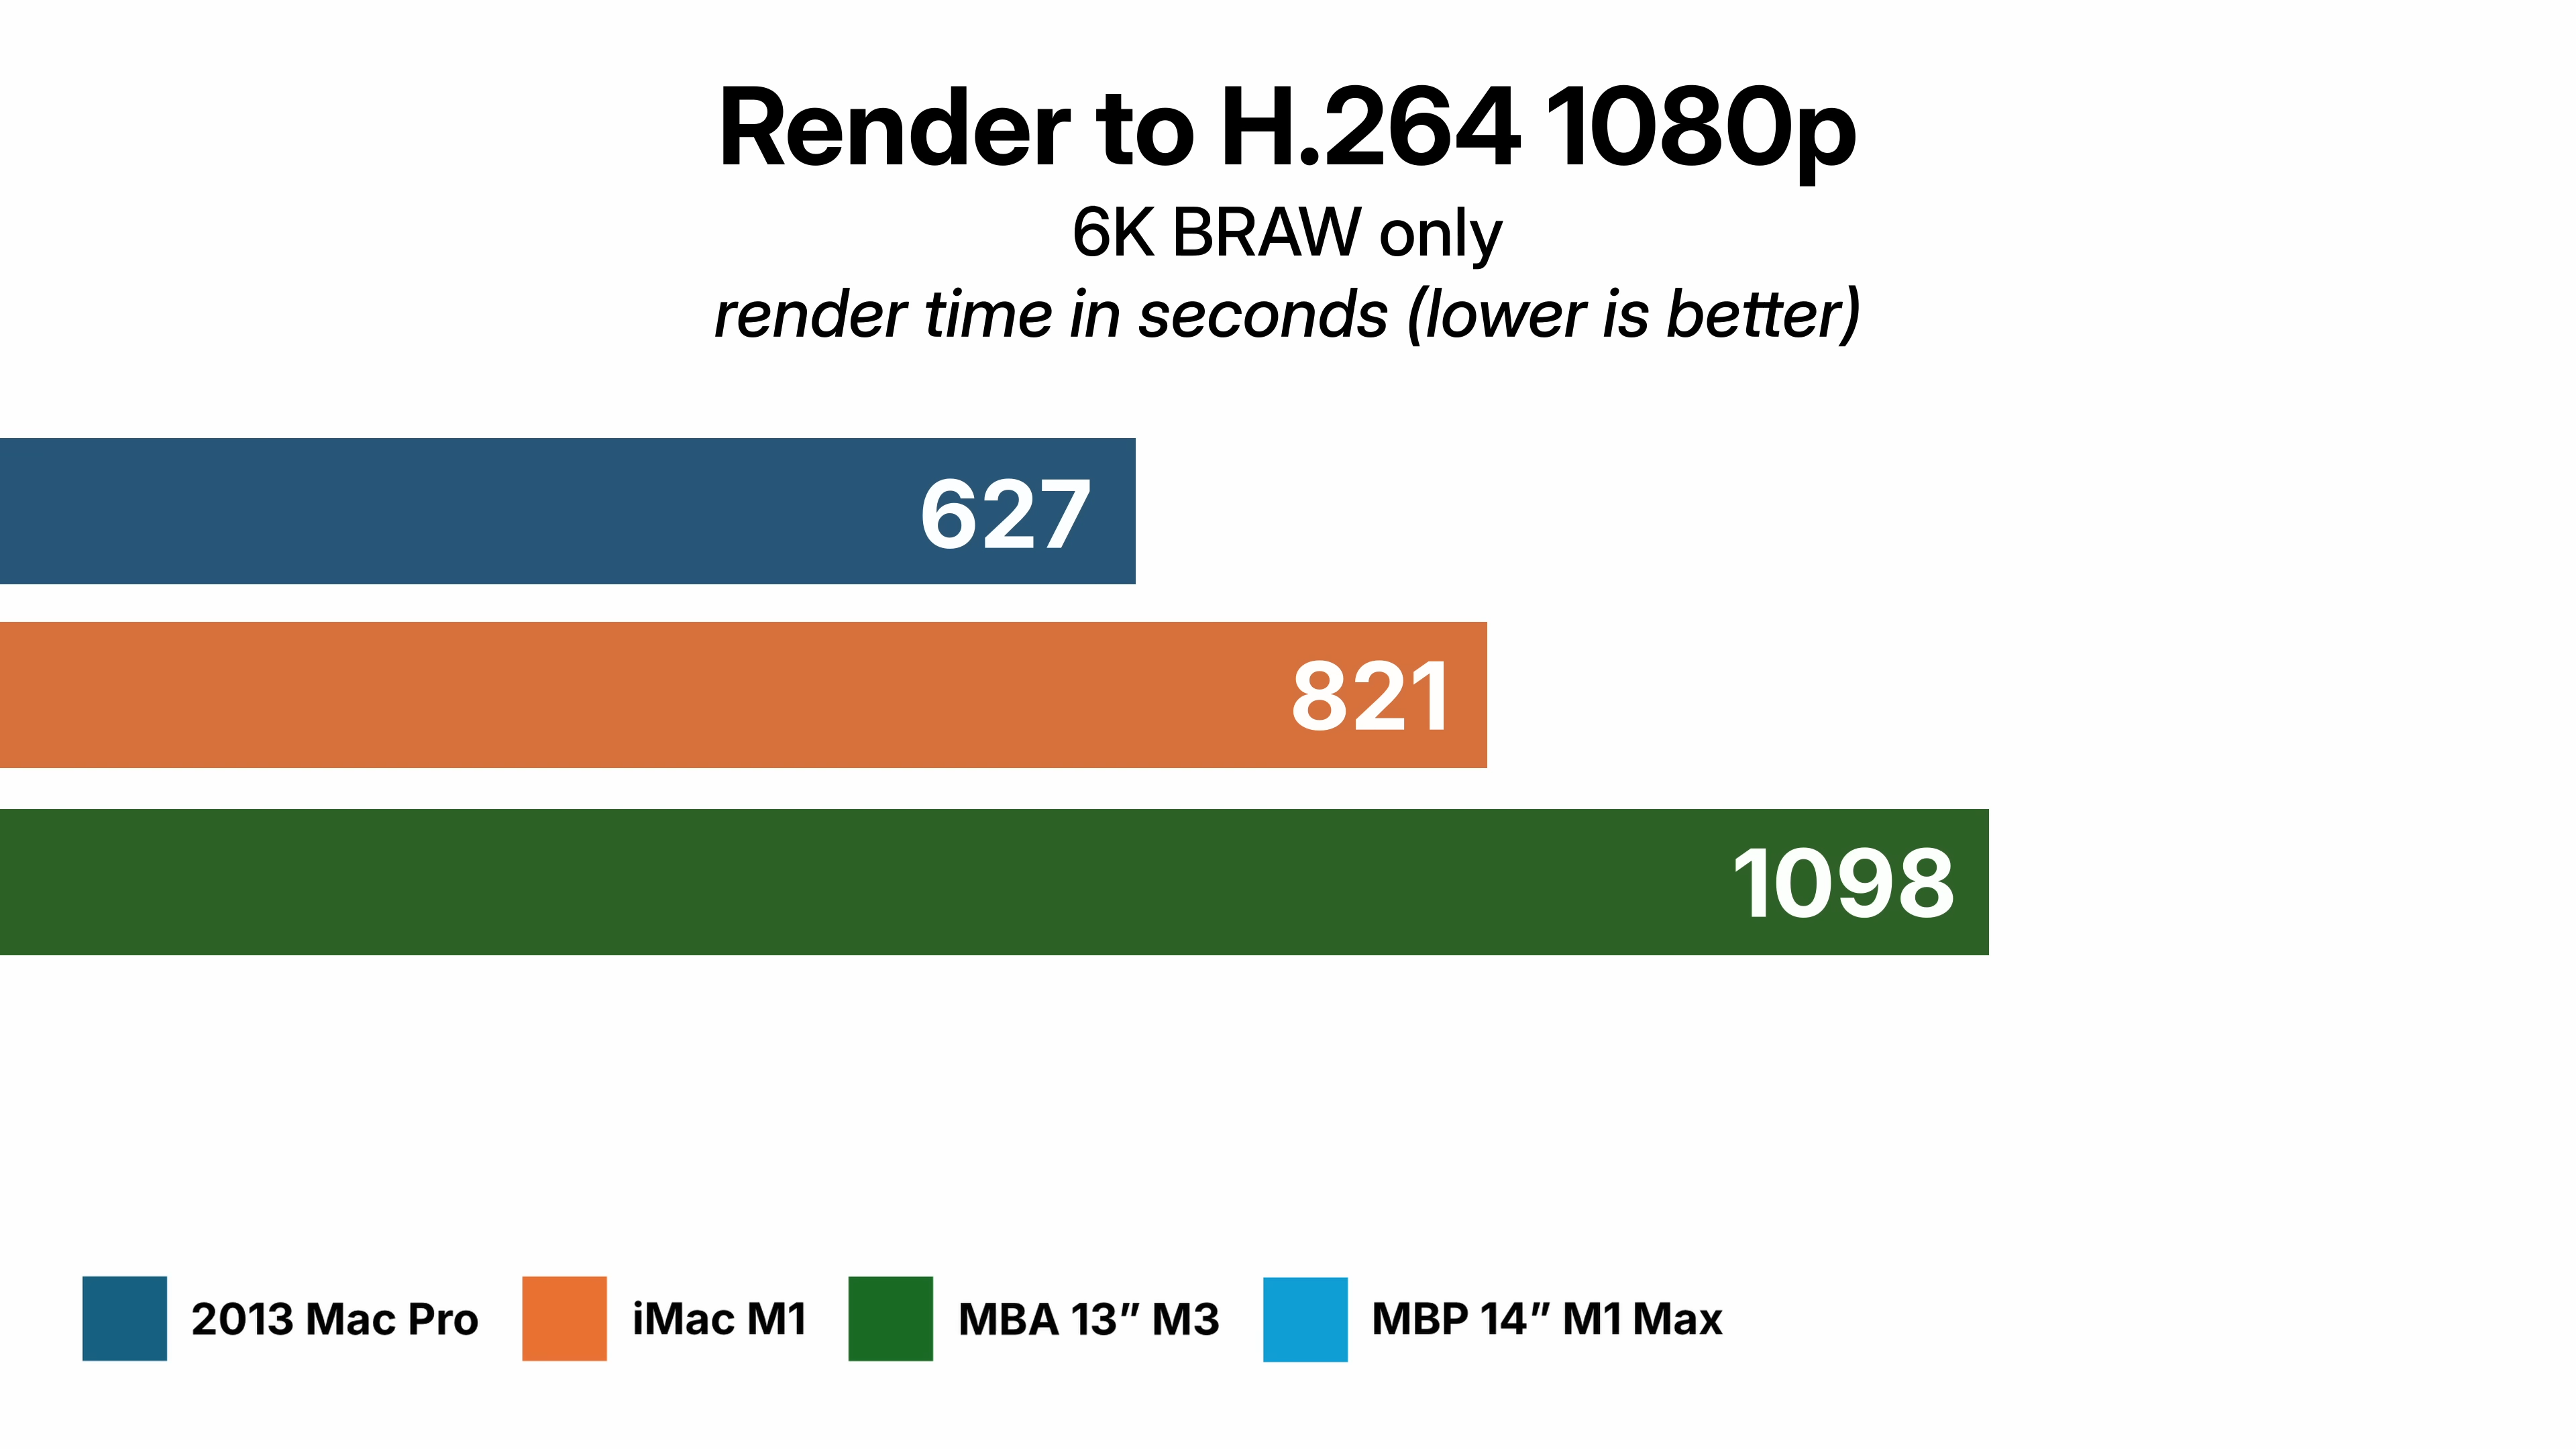 Render to H.264 1080p
6K BRAW only
render time in seconds (lower is better)
627
821
1098
2013 Mac Pro iMac M1 MBA 13” M3 MBP 14” M1 Max